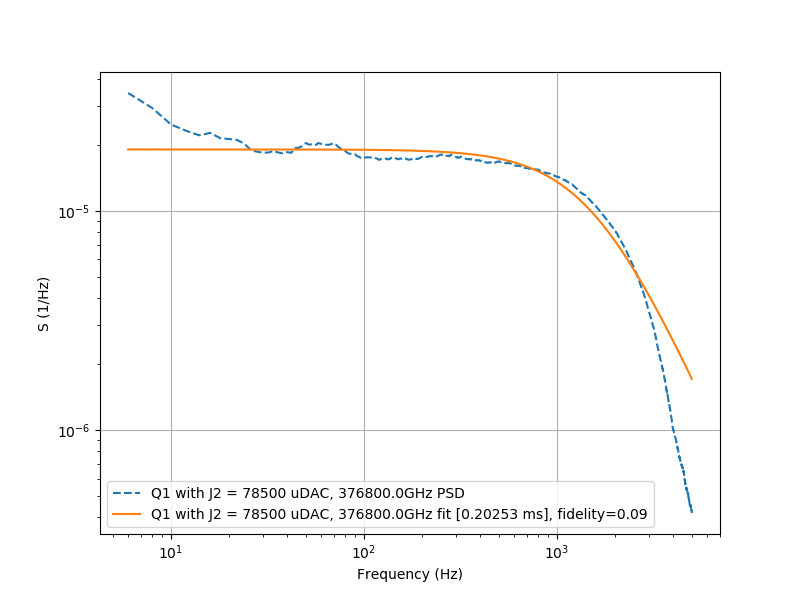 S (1/Hz)
10⁻⁵
10⁻⁶
Q1 with J2 = 78500 uDAC, 376800.0GHz PSD
Q1 with J2 = 78500 uDAC, 376800.0GHz fit [0.20253 ms], fidelity=0.09
10¹ 10² 10³
Frequency (Hz)